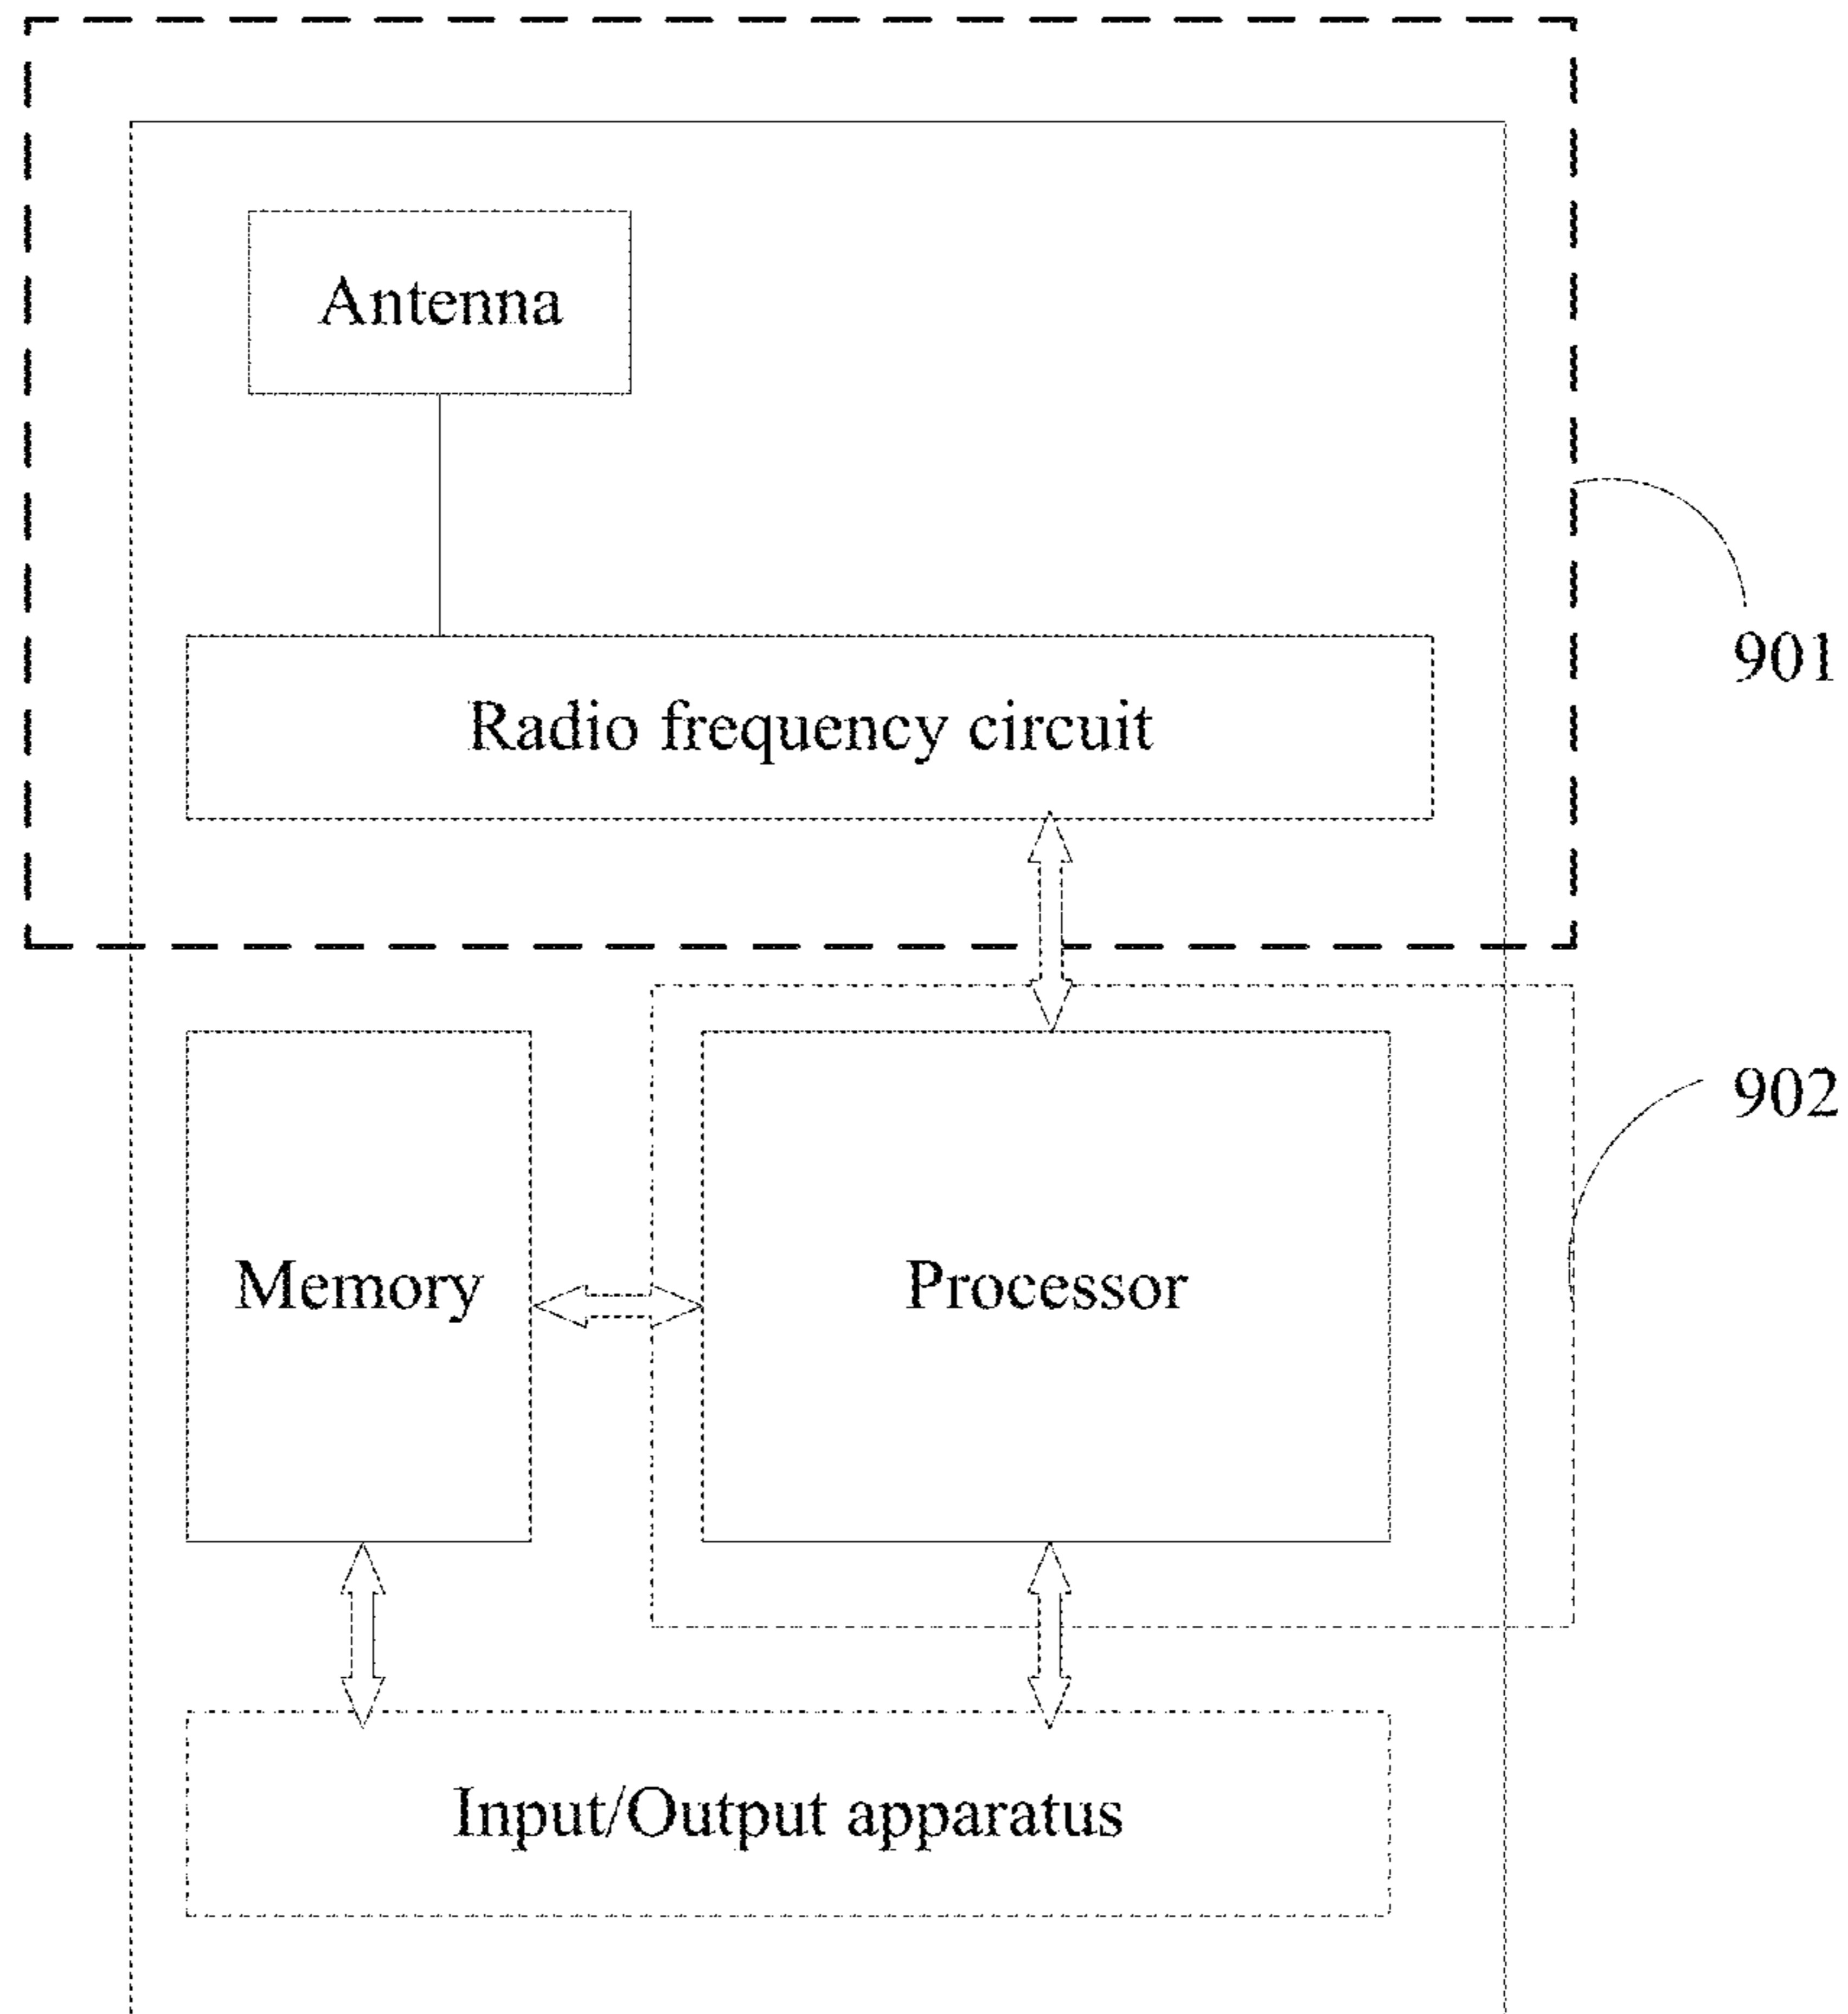 Antenna
Radio frequency circuit
901
902
Memory
Processor
Input/Output apparatus